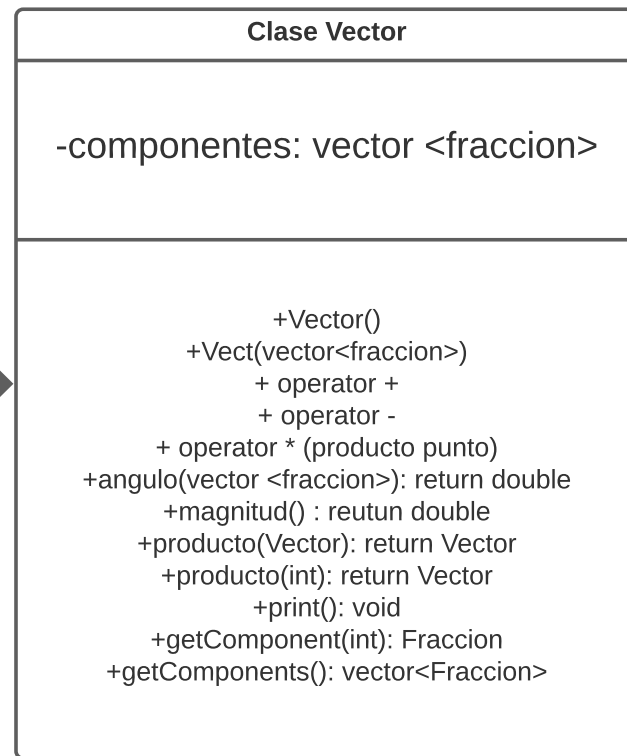 Clase Vector
-componentes: vector <fraccion>
+Vector()
+Vect(vector<fraccion>)
+ operator +
+ operator -
+ operator * (producto punto)
+angulo(vector <fraccion>): return double
+magnitud() : reutun double
+producto(Vector): return Vector
+producto(int): return Vector
+print(): void
+getComponent(int): Fraccion
+getComponents(): vector<Fraccion>